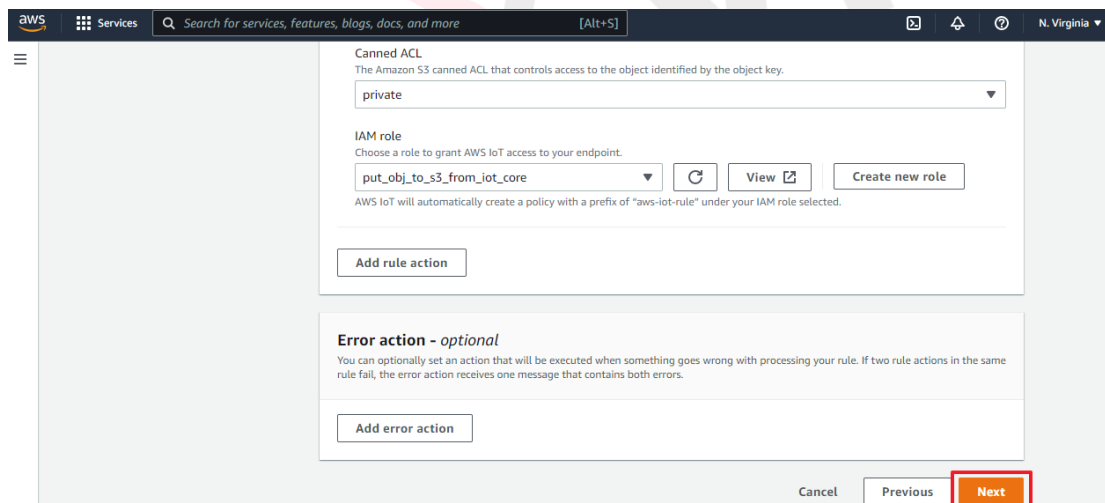 aws Services Search for services, features, blogs, docs, and more [Alt+S] N. Virginia
Canned ACL
The Amazon S3 canned ACL that controls access to the object identified by the object key.
private
IAM role
Choose a role to grant AWS IoT access to your endpoint.
put_obj_to_s3_from_iot_core View Create new role
AWS IoT will automatically create a policy with a prefix of "aws-iot-rule" under your IAM role selected.
Add rule action
Error action - optional
You can optionally set an action that will be executed when something goes wrong with processing your rule. If two rule actions in the same
rule fail, the error action receives one message that contains both errors.
Add error action
Cancel Previous Next